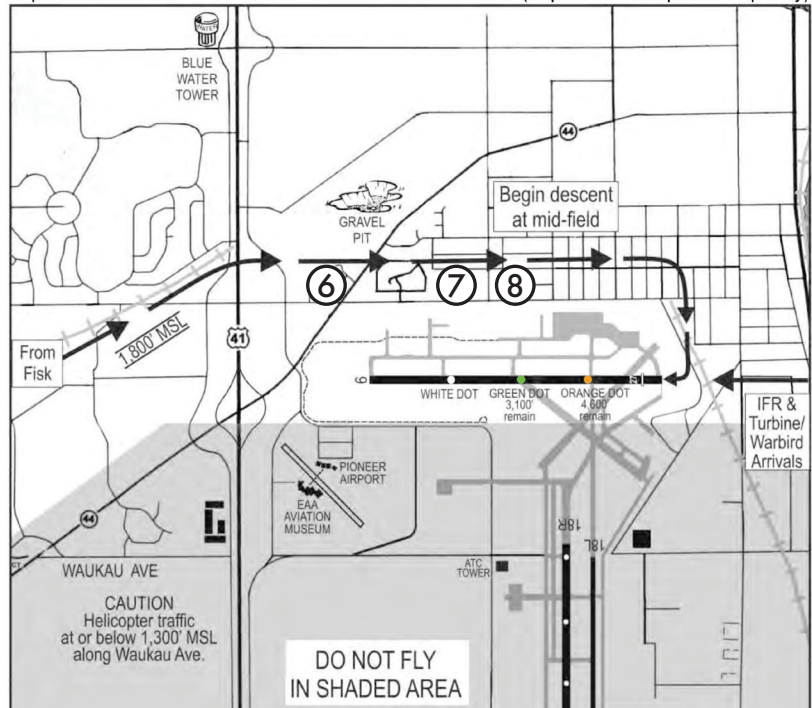 WATER
BLUE
WATER
TOWER
44
GRAVEL
PIT
Begin descent
at mid-field
6
7
8
1,800' MSL
41
From
Fisk
9
27
WHITE DOT
GREEN DOT
3,100'
remain
ORANGE DOT
4,600'
remain
IFR &
Turbine/
Warbird
Arrivals
PIONEER
AIRPORT
EAA
AVIATION
MUSEUM
44
18R
18L
WAUKAU AVE
ATC
TOWER
CAUTION
Helicopter traffic
at or below 1,300' MSL
along Waukau Ave.
DO NOT FLY
IN SHADED AREA